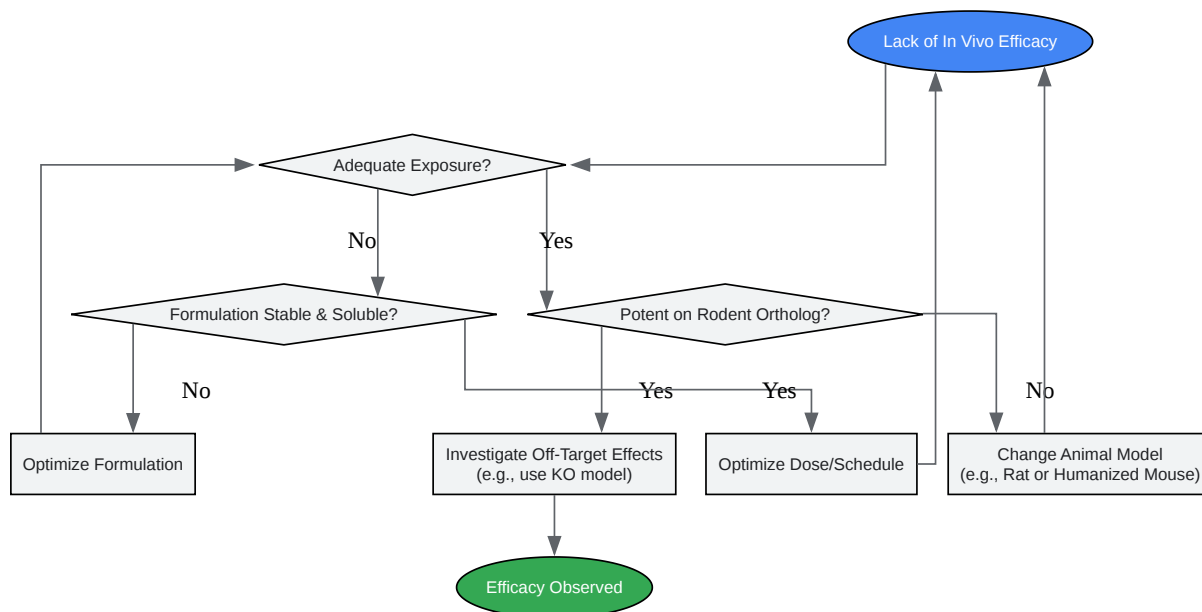 Lack of In Vivo Efficacy
Adequate Exposure?
No
Yes
Formulation Stable & Soluble?
Potent on Rodent Ortholog?
No
Yes
Yes
No
Optimize Formulation
Investigate Off-Target Effects
(e.g., use KO model)
Optimize Dose/Schedule
Change Animal Model
(e.g., Rat or Humanized Mouse)
Efficacy Observed